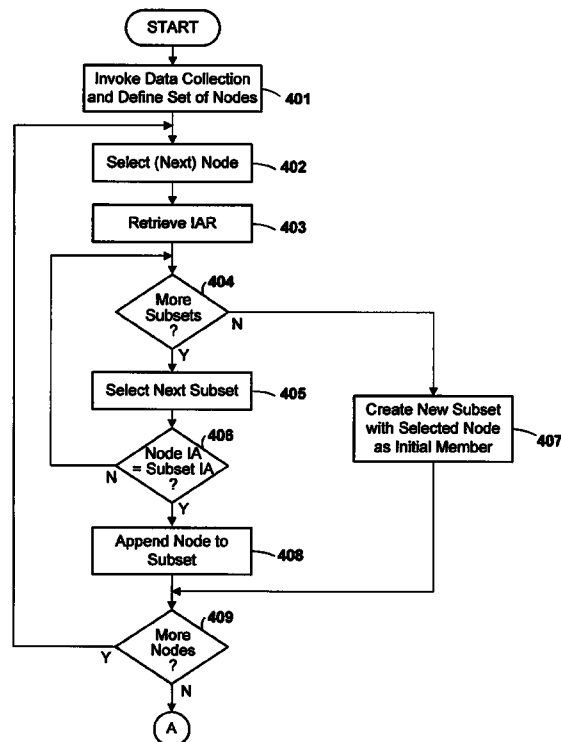 START
Invoke Data Collection
and Define Set of Nodes
401
Select (Next) Node
402
Retrieve IAR
403
404
More
Subsets
?
N
Y
Select Next Subset
405
406
Node IA
= Subset IA
?
N
Y
Create New Subset
with Selected Node
as Initial Member
407
Append Node to
Subset
408
409
More
Nodes
?
Y
N
A